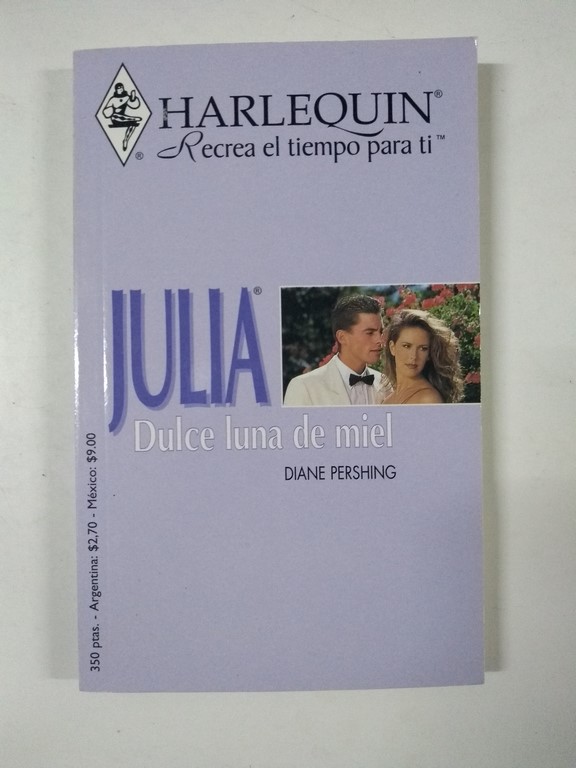 HARLEQUIN®
Recrea el tiempo para ti™
®
JULIA®
Dulce luna de miel
DIANE PERSHING
350 ptas. - Argentina: $2,70 - México: $9.00